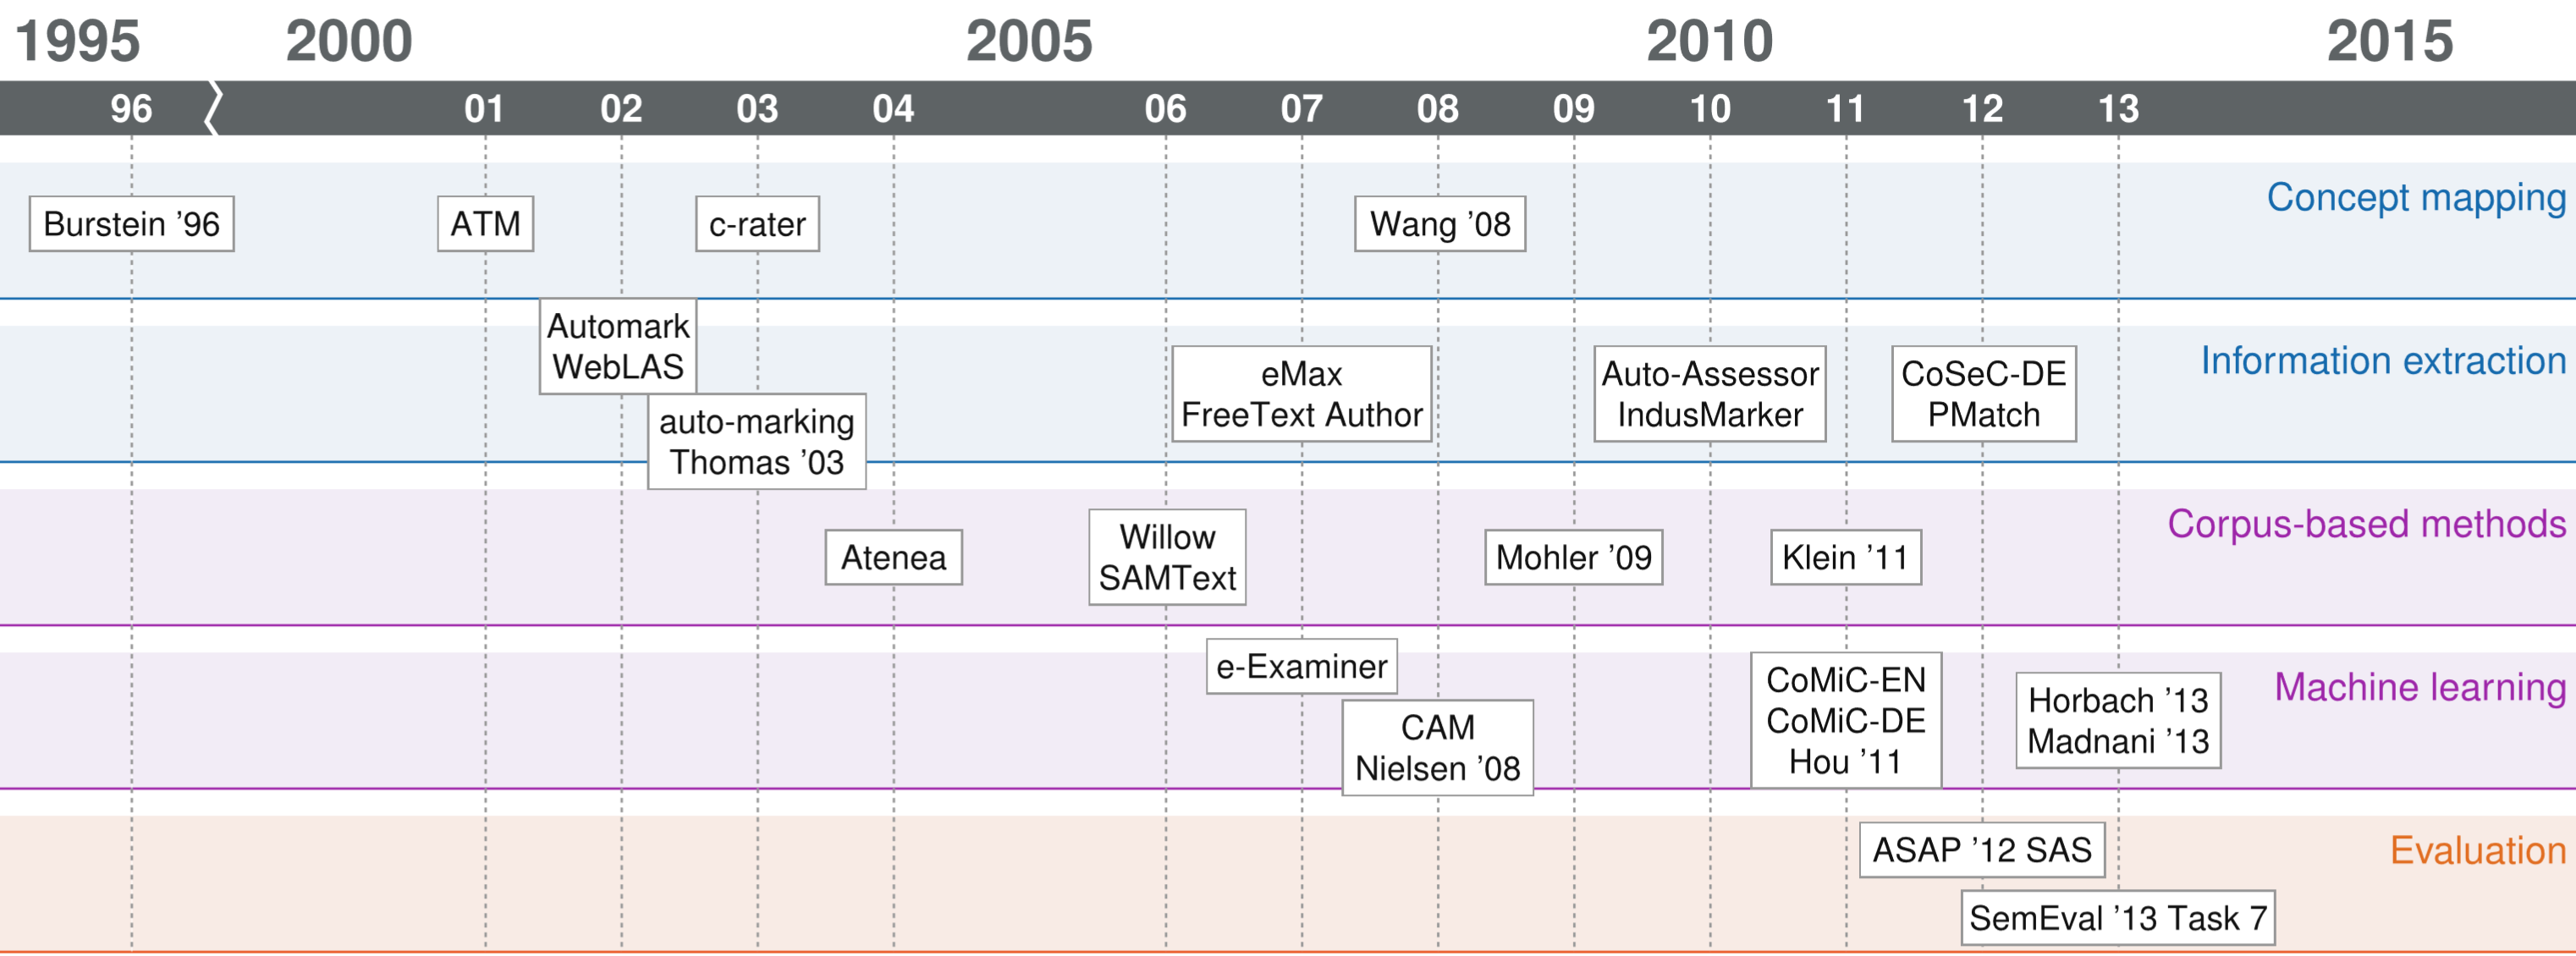 1995 2000 2005 2010 2015
96 01 02 03 04 06 07 08 09 10 11 12 13
Concept mapping
Burstein ’96
ATM
c-rater
Wang ’08
Information extraction
Automark
WebLAS
auto-marking
Thomas ’03
eMax
FreeText Author
Auto-Assessor
IndusMarker
CoSeC-DE
PMatch
Corpus-based methods
Atenea
Willow
SAMText
Mohler ’09
Klein ’11
Machine learning
e-Examiner
CAM
Nielsen ’08
CoMiC-EN
CoMiC-DE
Hou ’11
Horbach ’13
Madnani ’13
Evaluation
ASAP ’12 SAS
SemEval ’13 Task 7